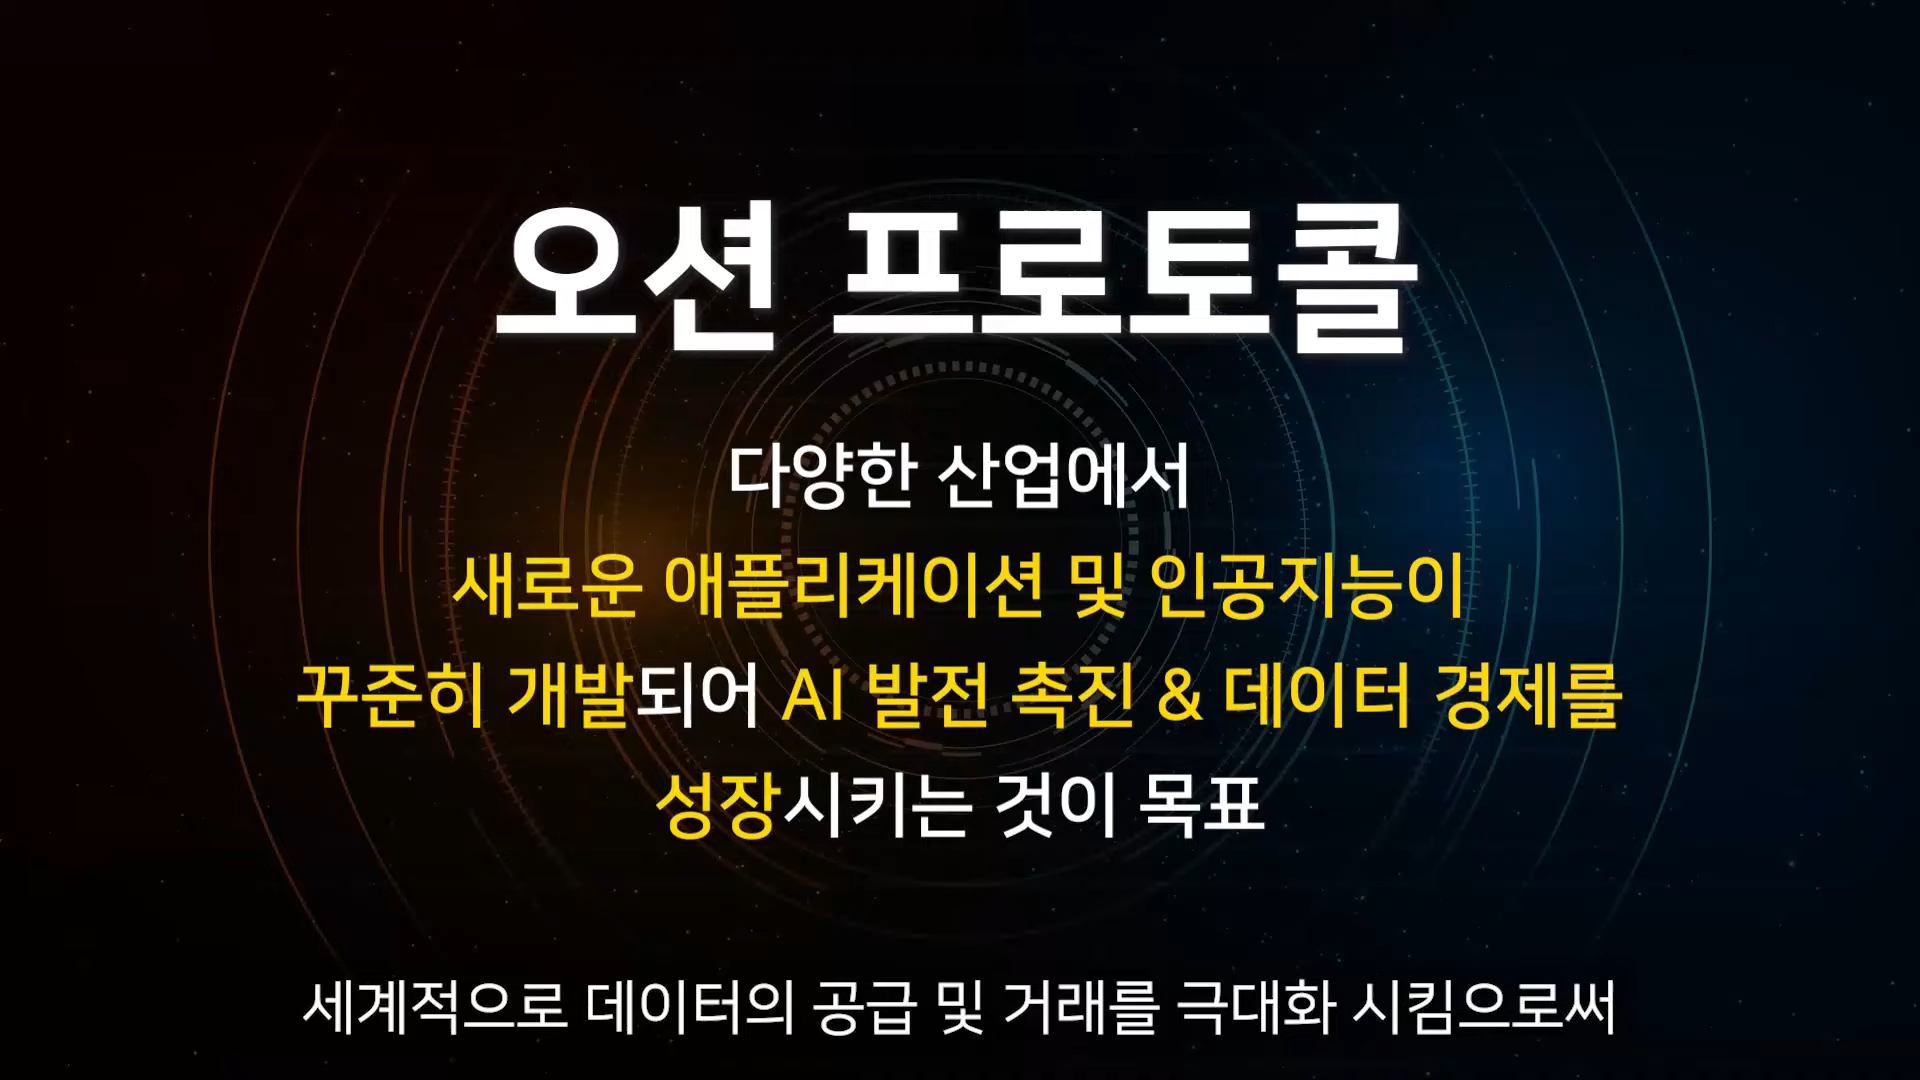 오션 프로토콜
다양한 산업에서
새로운 애플리케이션 및 인공지능이
꾸준히 개발되어 AI 발전 촉진 & 데이터 경제를
성장시키는 것이 목표
세계적으로 데이터의 공급 및 거래를 극대화 시킴으로써